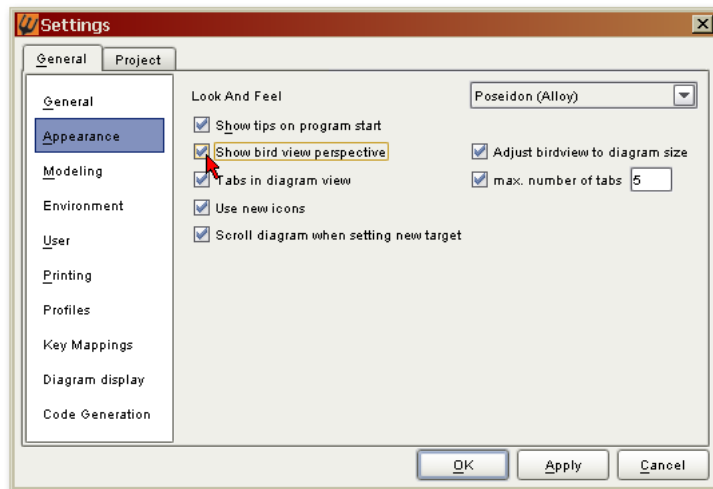 Settings
General Project
General
Appearance
Modeling
Environment
User
Printing
Profiles
Key Mappings
Diagram display
Code Generation
Look And Feel Poseidon (Alloy)
Show tips on program start
Show bird view perspective Adjust birdview to diagram size
Tabs in diagram view max. number of tabs 5
Use new icons
Scroll diagram when setting new target
OK Apply Cancel